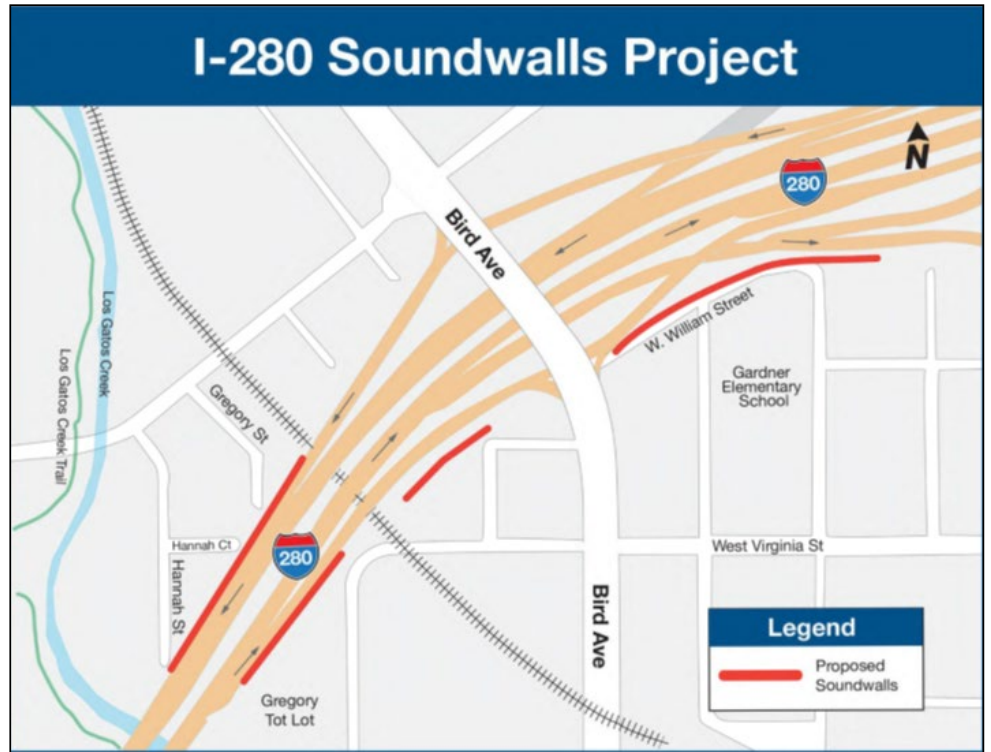 I-280 Soundwalls Project
N
280
Bird Ave
W. William Street
Los Gatos Creek
Los Gatos Creek Trail
Gardner
Elementary
School
Gregory St
Hannah Ct
280
West Virginia St
Hannah St
Bird Ave
Legend
Proposed
Soundwalls
Gregory
Tot Lot